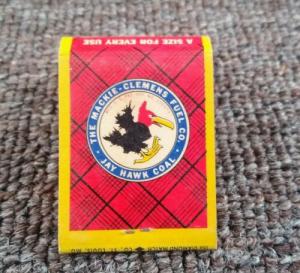 A SIZE FOR EVERY USE
THE MACKIE-CLEMENS FUEL CO.
JAY HAWK COAL